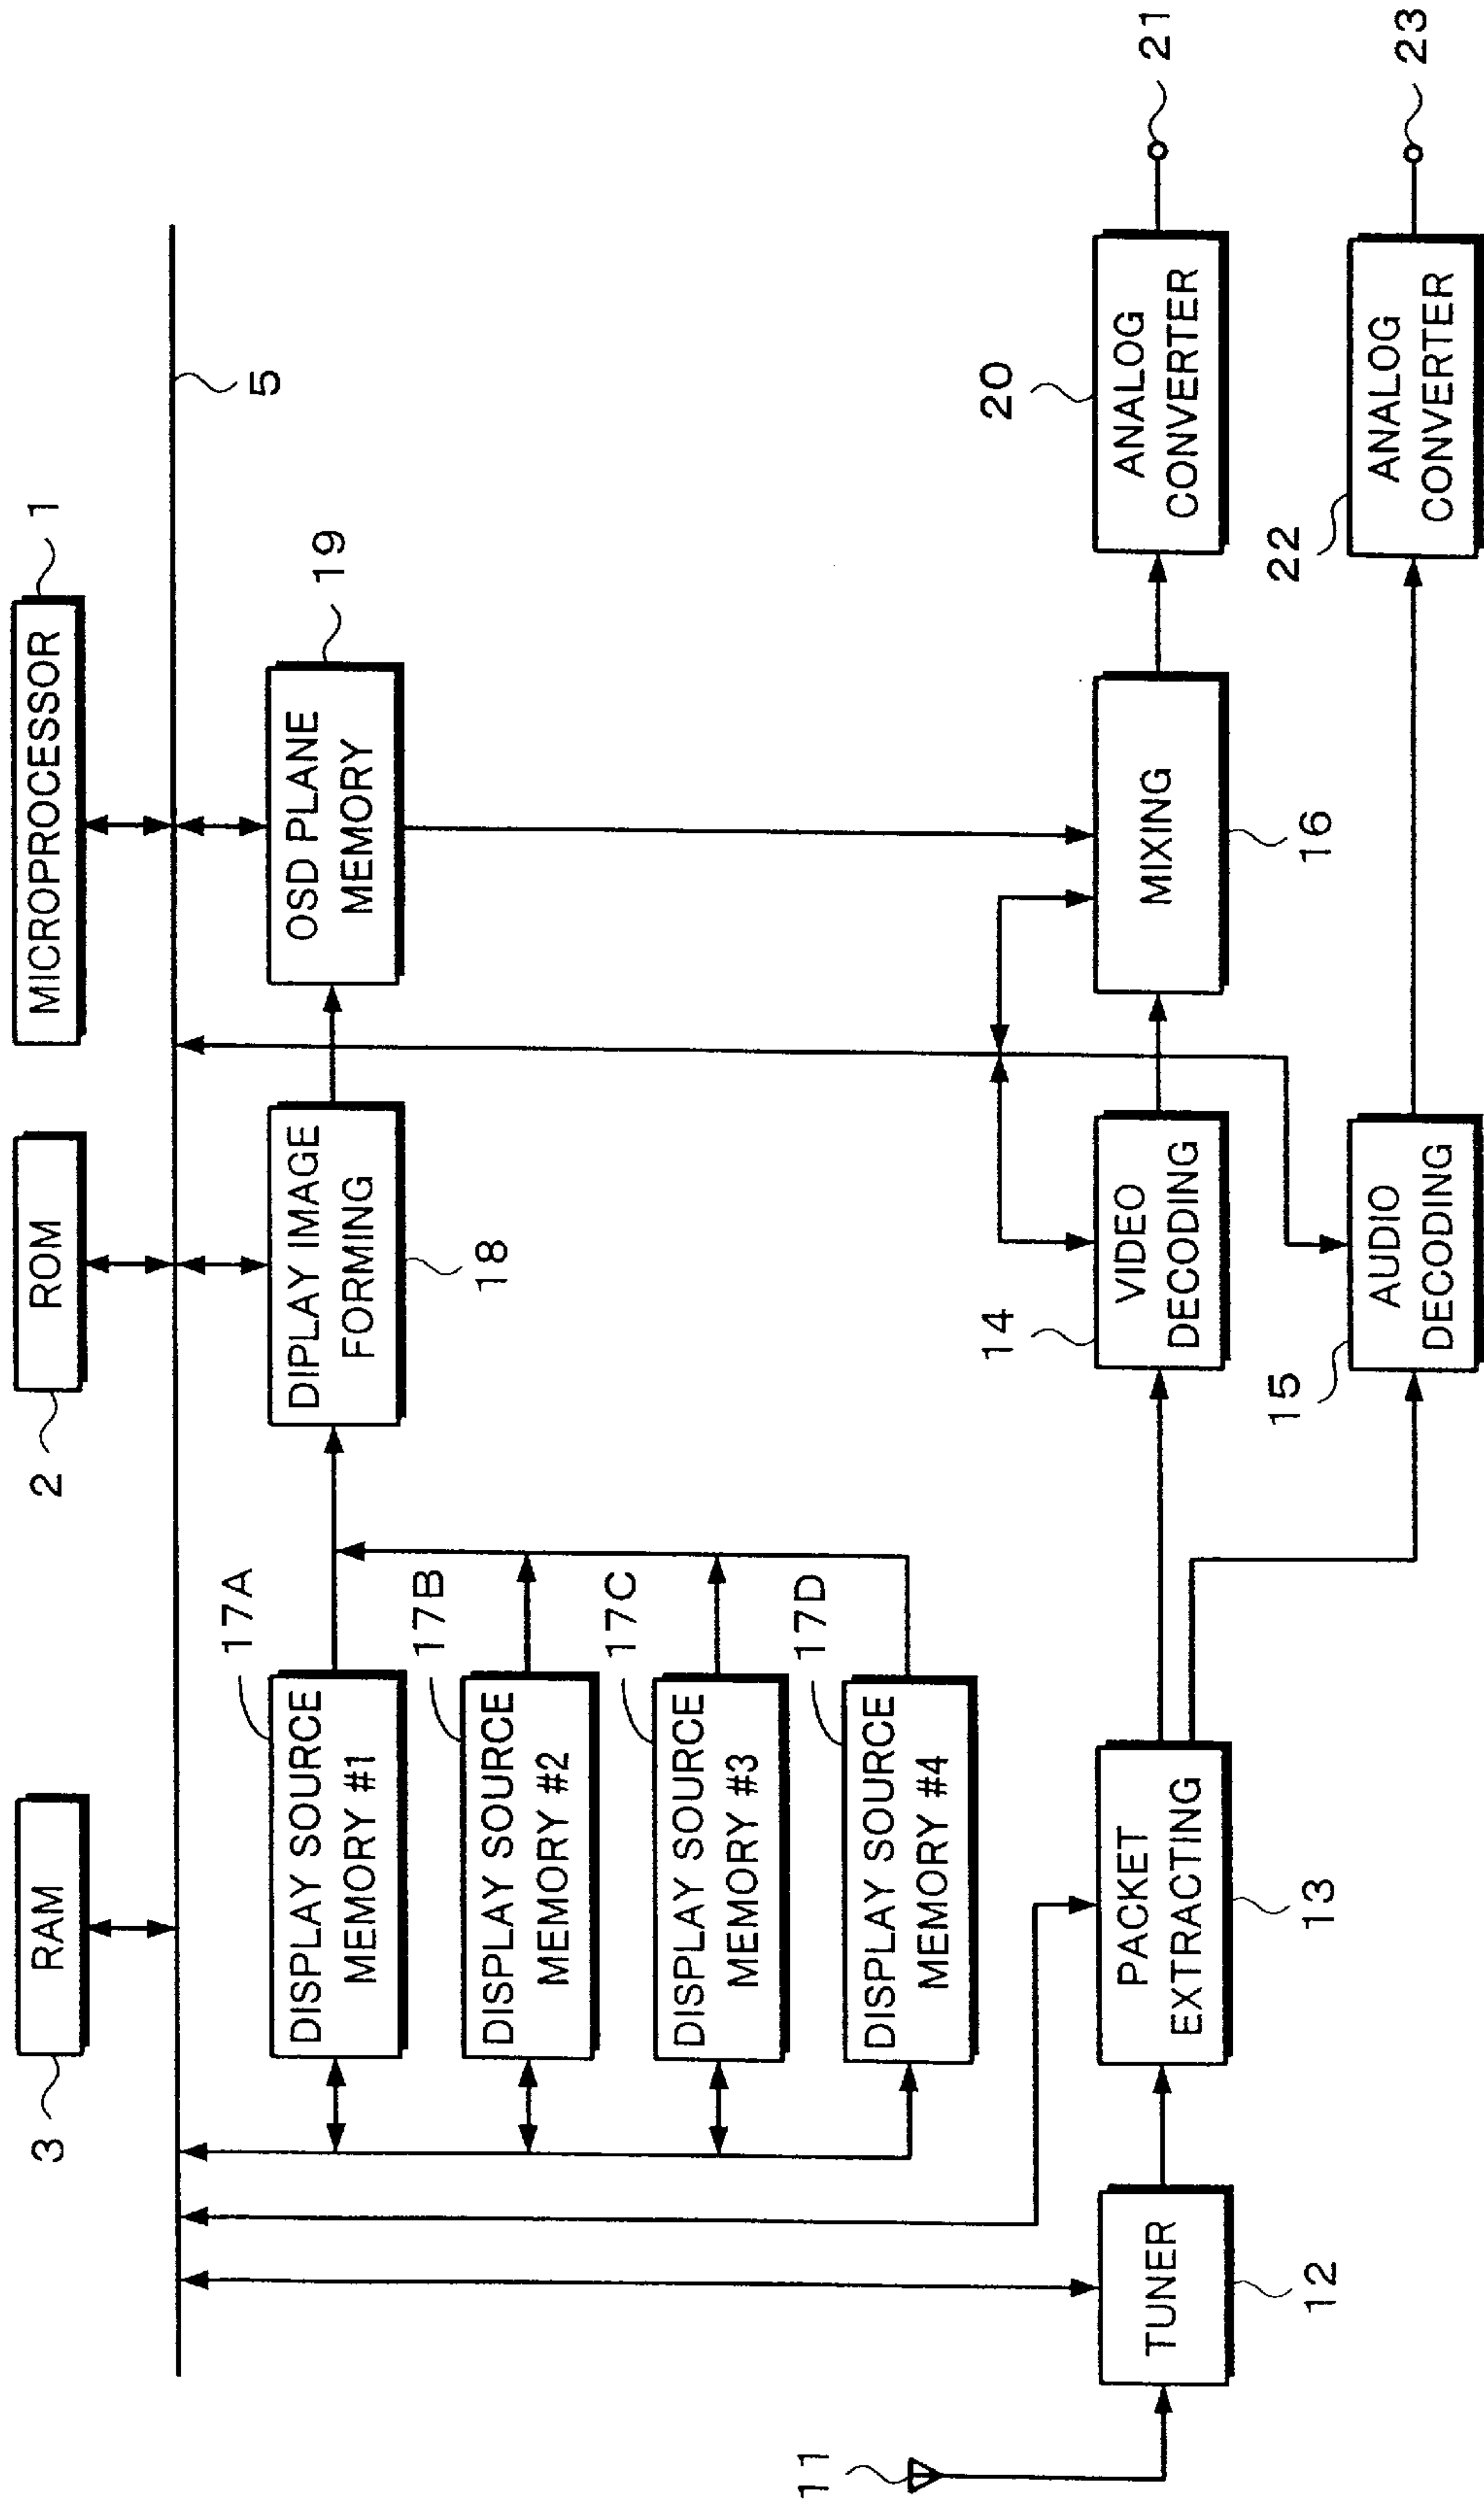 3
RAM
2
ROM
MICROPROCESSOR
1
5
17A
DISPLAY SOURCE
MEMORY #1
17B
DISPLAY SOURCE
MEMORY #2
17C
DISPLAY SOURCE
MEMORY #3
17D
DISPLAY SOURCE
MEMORY #4
DIPLAY IMAGE
FORMING
18
OSD PLANE
MEMORY
19
11
TUNER
12
PACKET
EXTRACTING
13
14
VIDEO
DECODING
MIXING
16
20
ANALOG
CONVERTER
21
15
AUDIO
DECODING
22
ANALOG
CONVERTER
23